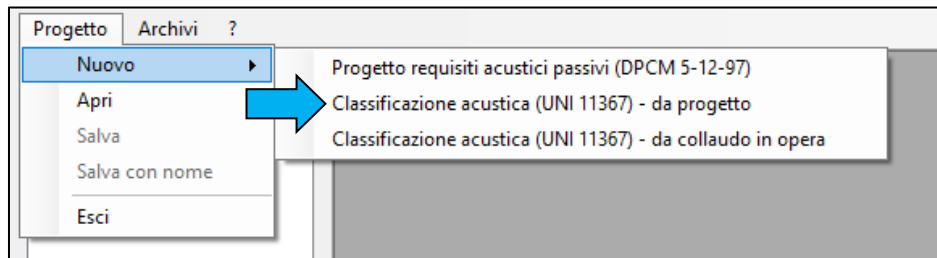 Progetto Archivi ?
Nuovo
Progetto requisiti acustici passivi (DPCM 5-12-97)
Apri
Classificazione acustica (UNI 11367) - da progetto
Salva
Classificazione acustica (UNI 11367) - da collaudo in opera
Salva con nome
Esci